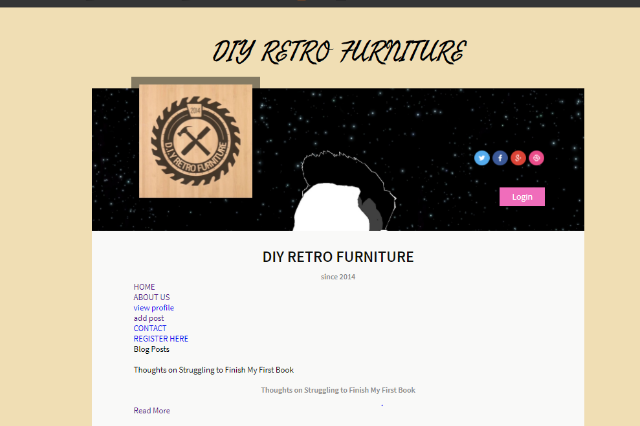 DIY RETRO FURNITURE
2014
D.I.Y RETRO FURNITURE
Login
DIY RETRO FURNITURE
since 2014
HOME
ABOUT US
view profile
add post
CONTACT
REGISTER HERE
Blog Posts
Thoughts on Struggling to Finish My First Book
Thoughts on Struggling to Finish My First Book
Read More